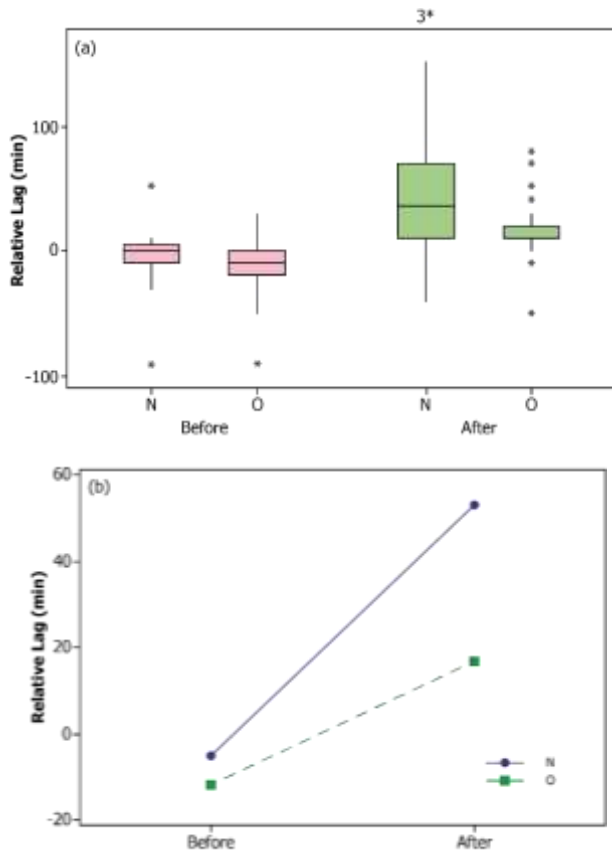 3*
(a)
Relative Lag (min)
100
0
-100
N O N O
Before After
(b)
Relative Lag (min)
60
40
20
0
-20
N
O
Before After